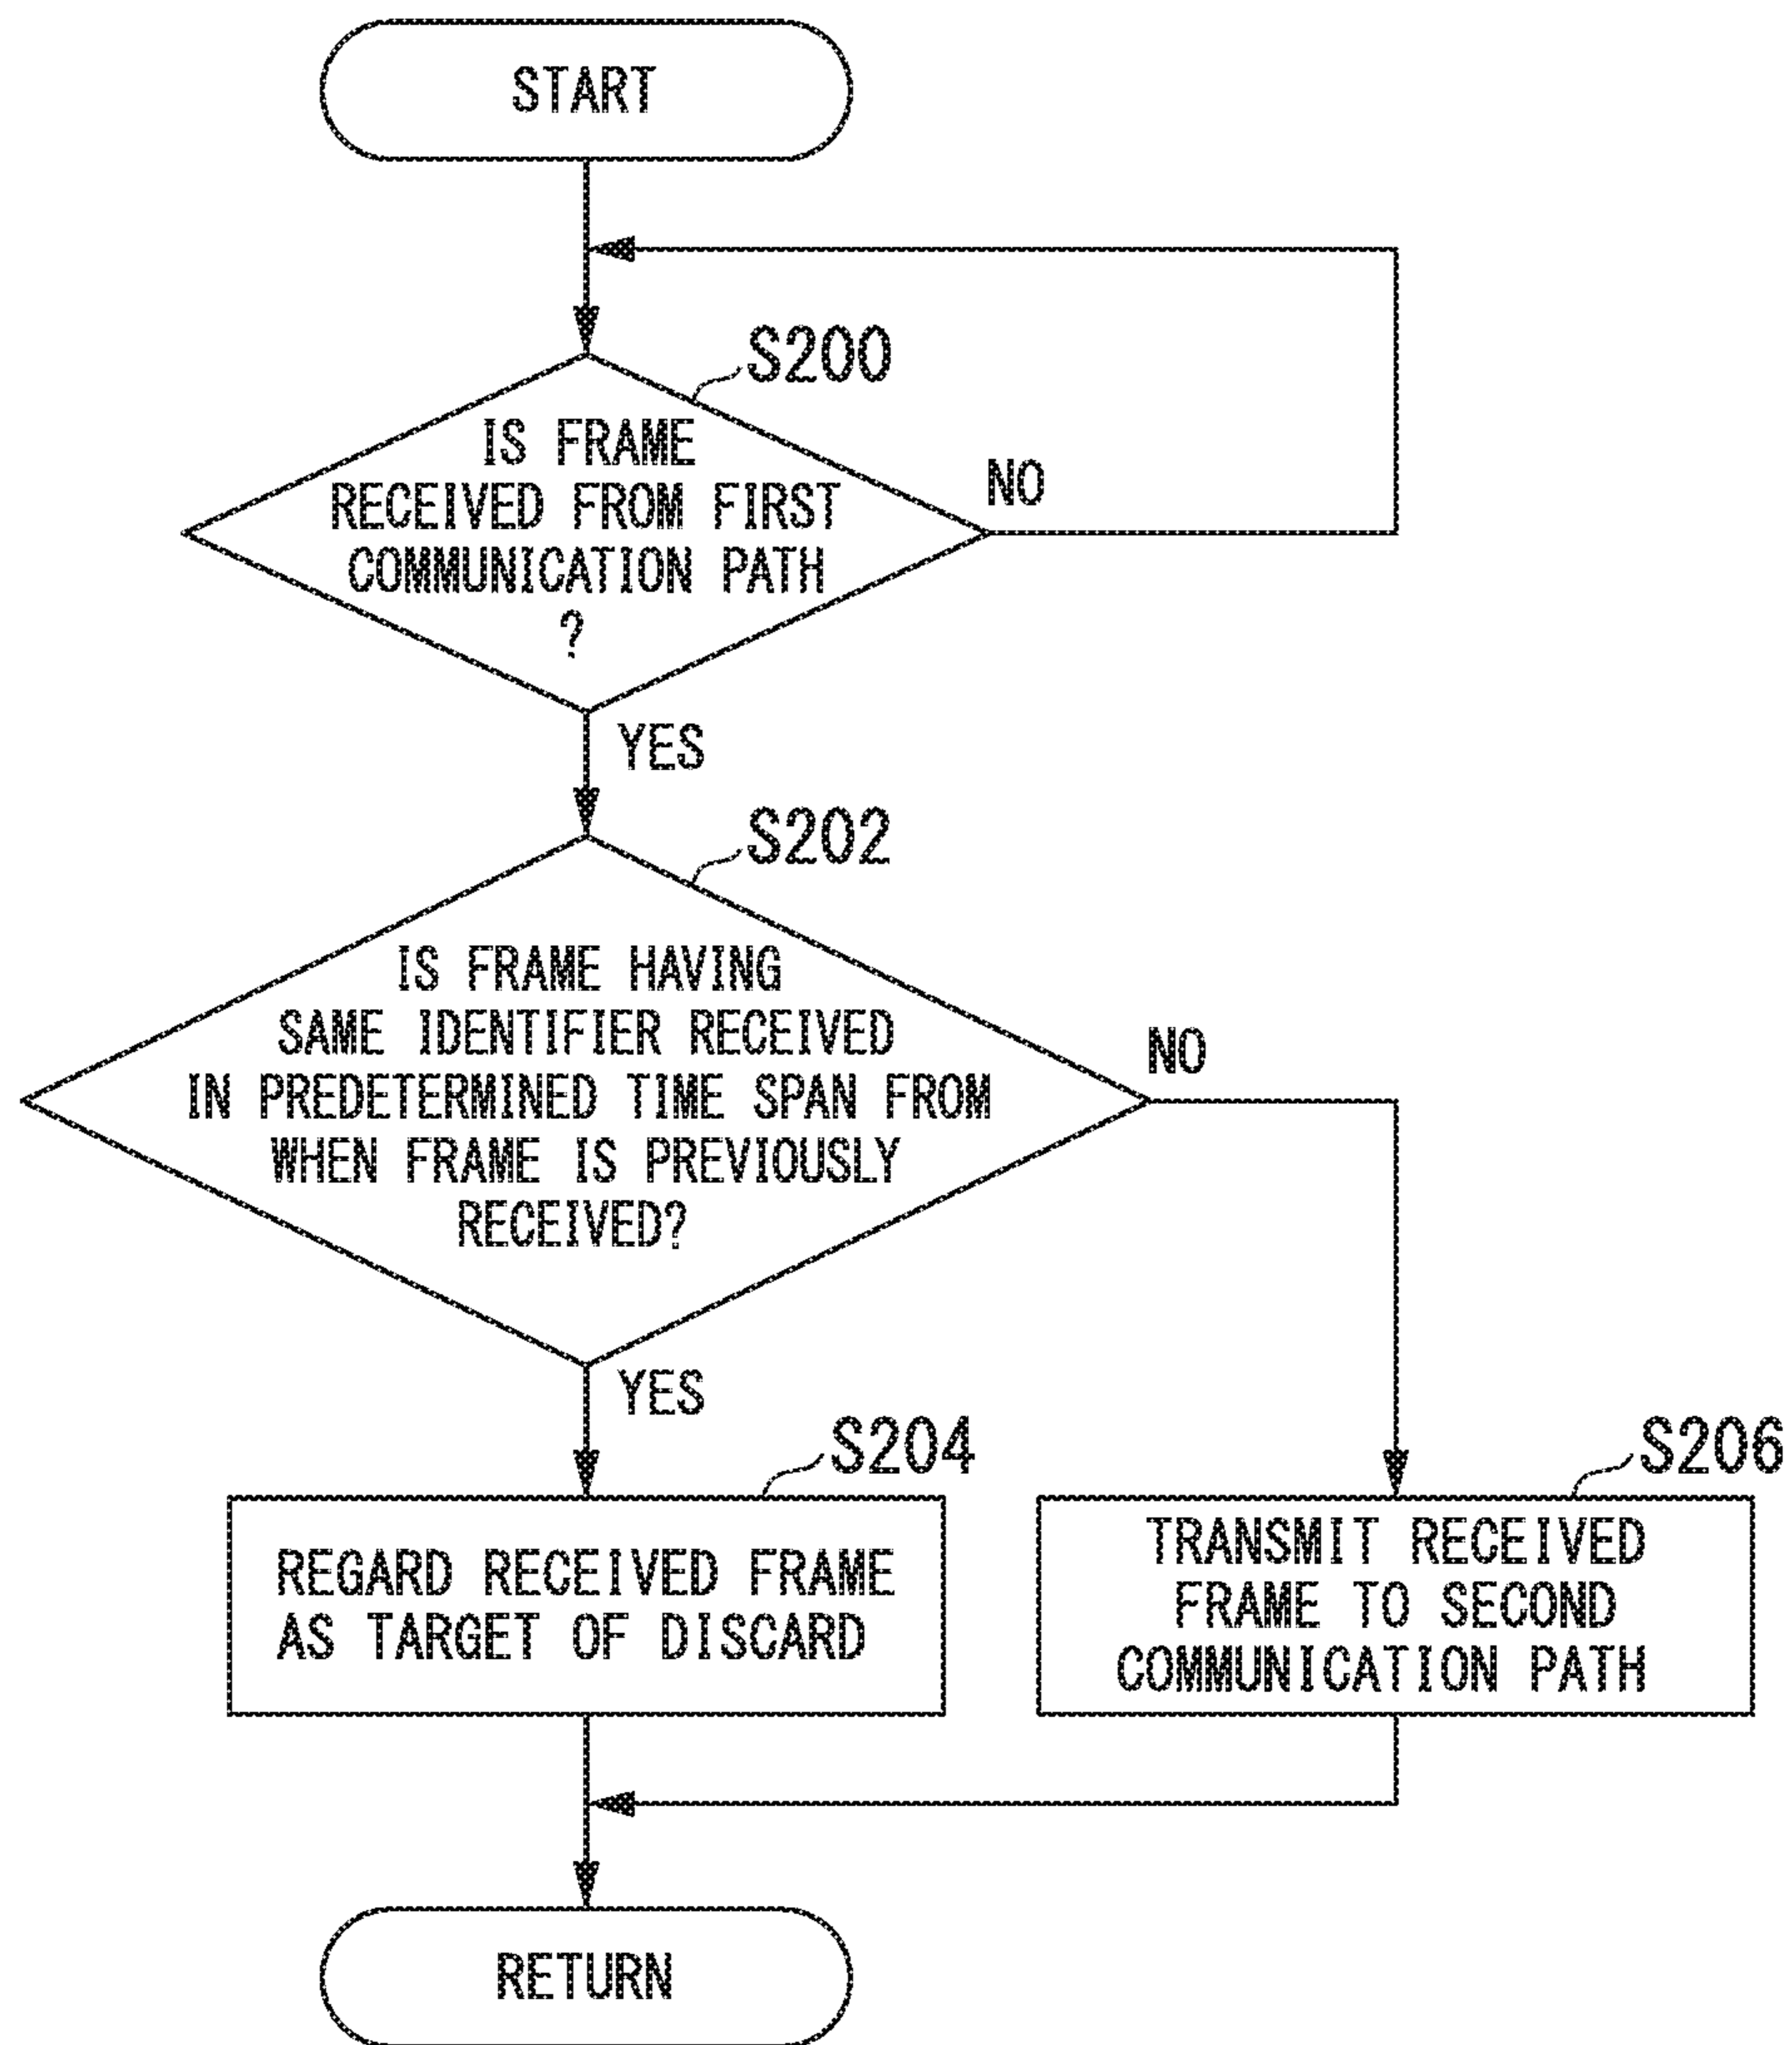 START
S200
IS FRAME
RECEIVED FROM FIRST
COMMUNICATION PATH
?
NO
YES
S202
IS FRAME HAVING
SAME IDENTIFIER RECEIVED
IN PREDETERMINED TIME SPAN FROM
WHEN FRAME IS PREVIOUSLY
RECEIVED?
NO
YES
S204
REGARD RECEIVED FRAME
AS TARGET OF DISCARD
S206
TRANSMIT RECEIVED
FRAME TO SECOND
COMMUNICATION PATH
RETURN